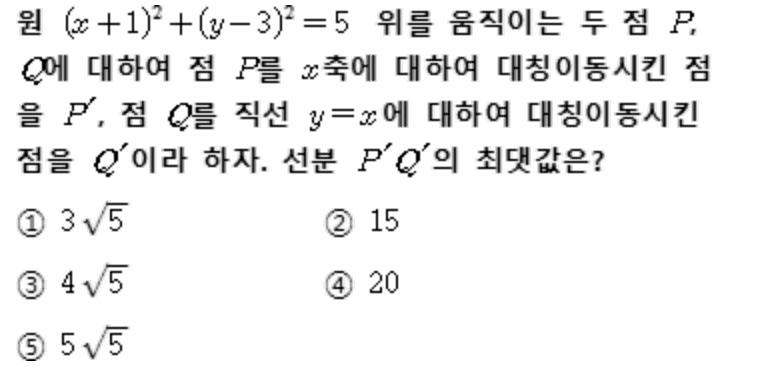 원 (x+1)²+(y-3)²=5 위를 움직이는 두 점 P,
Q에 대하여 점 P를 x축에 대하여 대칭이동시킨 점
을 P′, 점 Q를 직선 y=x에 대하여 대칭이동시킨
점을 Q′이라 하자. 선분 P′Q′의 최댓값은?
① 3√5 ② 15
③ 4√5 ④ 20
⑤ 5√5